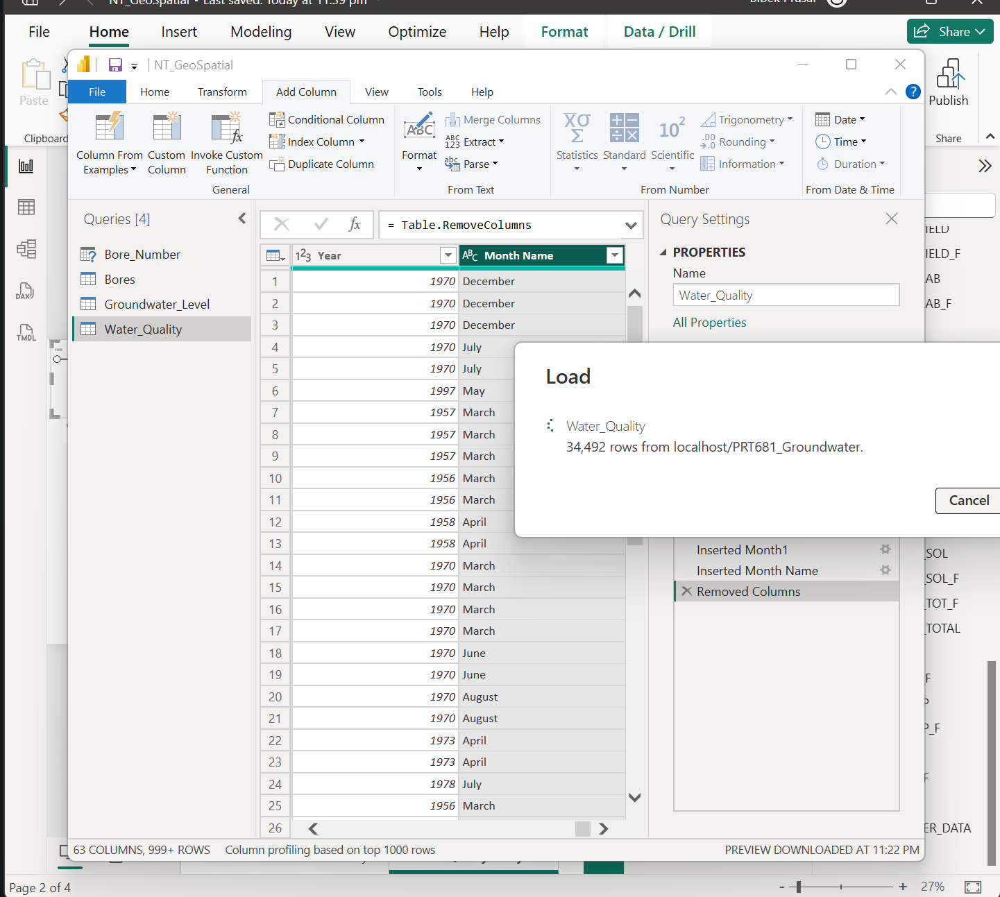 NT_GeoSpatial • Last saved: Today at 11:39 pm
File Home Insert Modeling View Optimize Help Format Data / Drill Share
NT_GeoSpatial
File Home Transform Add Column View Tools Help
Paste
Clipboard
Column From Examples
Custom Column
Invoke Custom Function
Conditional Column
Index Column
Duplicate Column
General
Format
Merge Columns
Extract
Parse
From Text
Statistics
Standard
Scientific
Trigonometry
Rounding
Information
From Number
Date
Time
Duration
From Date & Time
Publish
Share
Queries [4]
Bore_Number
Bores
Groundwater_Level
Water_Quality
DAX
TMDL
fx = Table.RemoveColumns
1²3 Year ABC Month Name
1 1970 December
2 1970 December
3 1970 December
4 1970 July
5 1970 July
6 1997 May
7 1957 March
8 1957 March
9 1957 March
10 1956 March
11 1956 March
12 1958 April
13 1958 April
14 1970 March
15 1970 March
16 1970 March
17 1970 March
18 1970 June
19 1970 June
20 1970 August
21 1970 August
22 1973 April
23 1973 April
24 1978 July
25 1956 March
26
Query Settings
PROPERTIES
Name
Water_Quality
All Properties
Load
Water_Quality
34,492 rows from localhost/PRT681_Groundwater.
Cancel
Inserted Month1
Inserted Month Name
Removed Columns
IELD_F
AB
AB_F
_SOL
_SOL_F
_TOT_F
_TOTAL
_F
P_F
ER_DATA
63 COLUMNS, 999+ ROWS Column profiling based on top 1000 rows PREVIEW DOWNLOADED AT 11:22 PM
Page 2 of 4 - + 27%